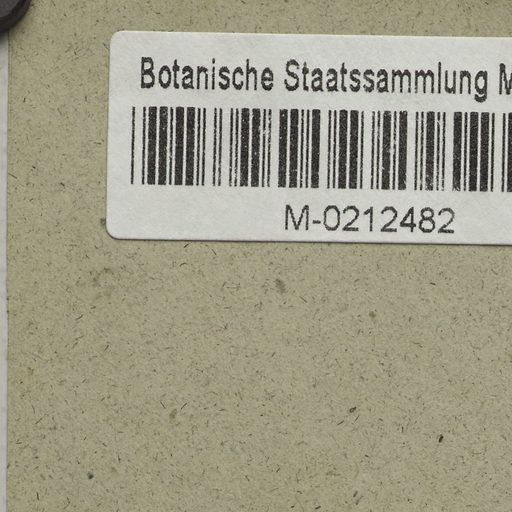 Botanische Staatssammlung M
M-0212482